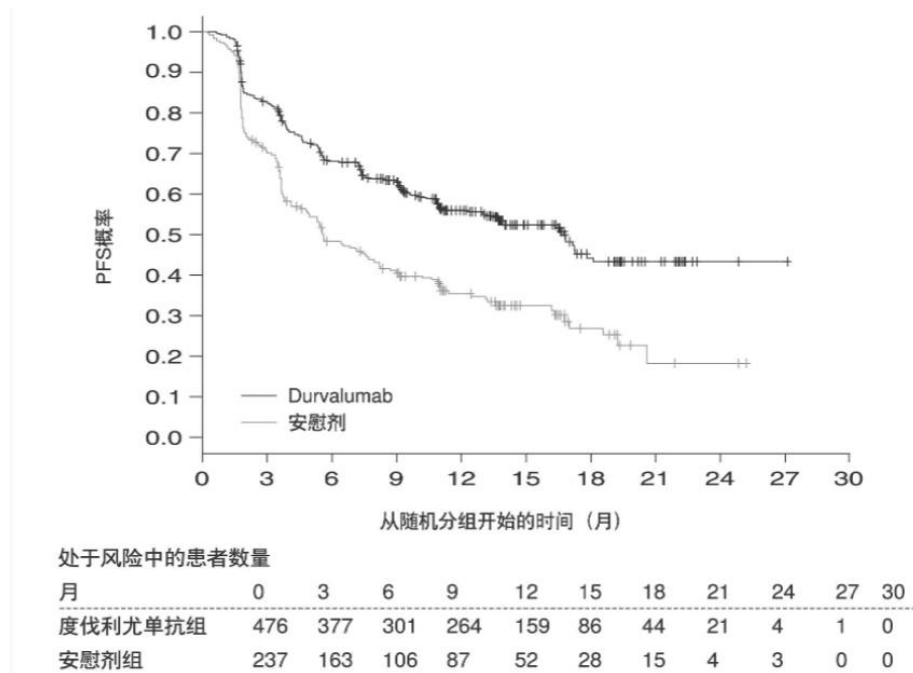 1.0
0.9
0.8
0.7
0.6
0.5
0.4
0.3
0.2
0.1
0.0
PFS概率
Durvalumab
安慰剂
0 3 6 9 12 15 18 21 24 27 30
从随机分组开始的时间（月）
处于风险中的患者数量
月 0 3 6 9 12 15 18 21 24 27 30
度伐利尤单抗组 476 377 301 264 159 86 44 21 4 1 0
安慰剂组 237 163 106 87 52 28 15 4 3 0 0